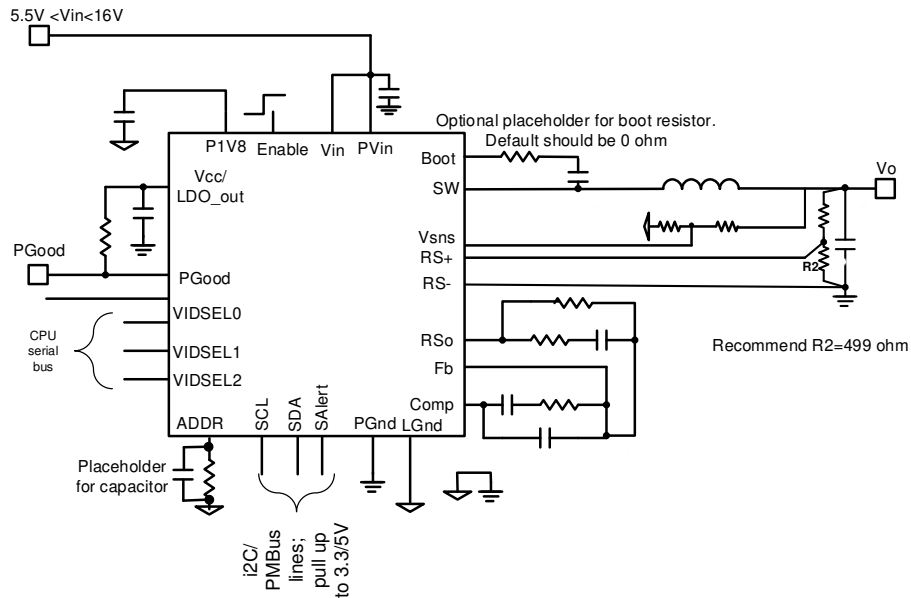 5.5V <Vin<16V
Optional placeholder for boot resistor.
Default should be 0 ohm
P1V8
Enable
Vin
PVin
Boot
SW
Vo
Vcc/
LDO_out
Vsns
RS+
R2
RS-
PGood
PGood
VIDSEL0
CPU
serial
bus
VIDSEL1
VIDSEL2
RSo
Recommend R2=499 ohm
Fb
Comp
ADDR
SCL
SDA
SAlert
PGnd
LGnd
Placeholder
for capacitor
i2C/
PMBus
lines;
pull up
to 3.3/5V